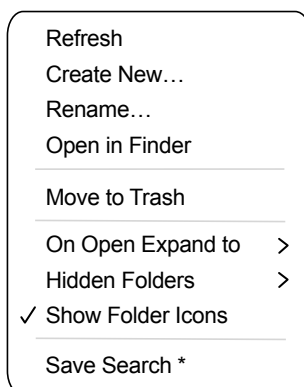 Refresh
Create New…
Rename…
Open in Finder
Move to Trash
On Open Expand to >
Hidden Folders >
✓ Show Folder Icons
Save Search *